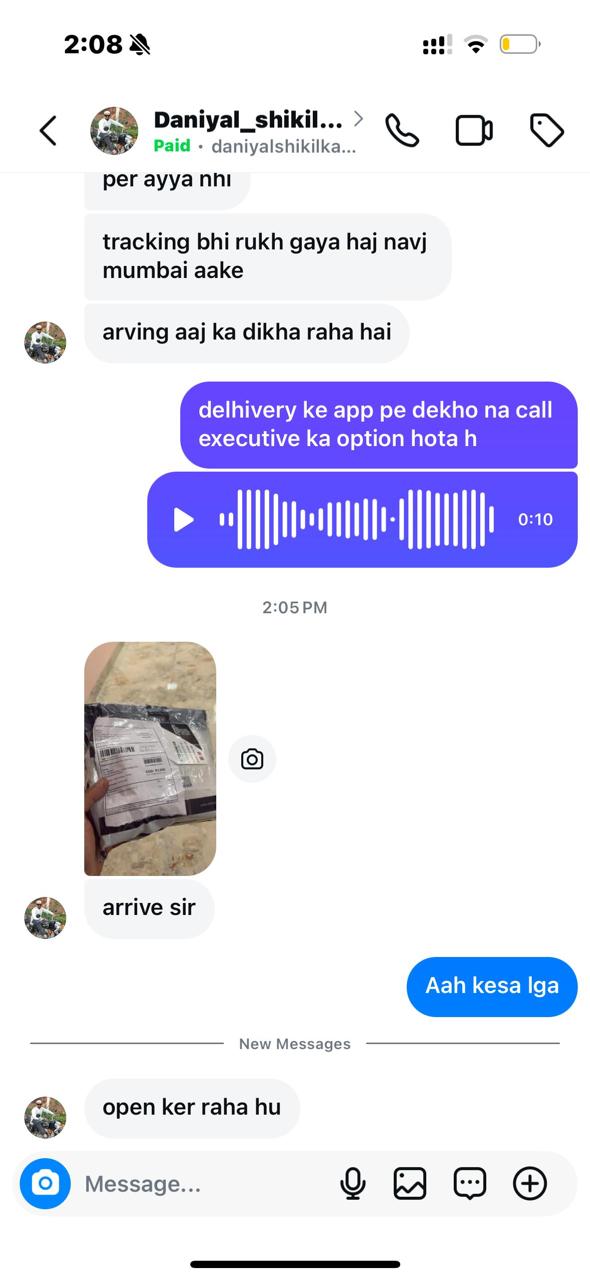 2:08
Daniyal_shikil...
Paid · daniyalshikilka...
per ayya nhi
tracking bhi rukh gaya haj navj
mumbai aake
arving aaj ka dikha raha hai
delhivery ke app pe dekho na call
executive ka option hota h
0:10
2:05 PM
arrive sir
Aah kesa lga
New Messages
open ker raha hu
Message...